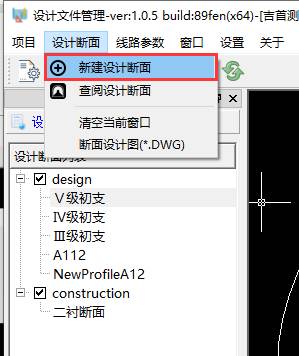 设计文件管理-ver:1.0.5 build:89fen(x64)-[吉首测
项目 设计断面 线路参数 窗口 设置 关于
新建设计断面
查阅设计断面
清空当前窗口
断面设计图(*.DWG)
设
设计断面列表
design
Ⅴ级初支
Ⅳ级初支
Ⅲ级初支
A112
NewProfileA12
construction
二衬断面